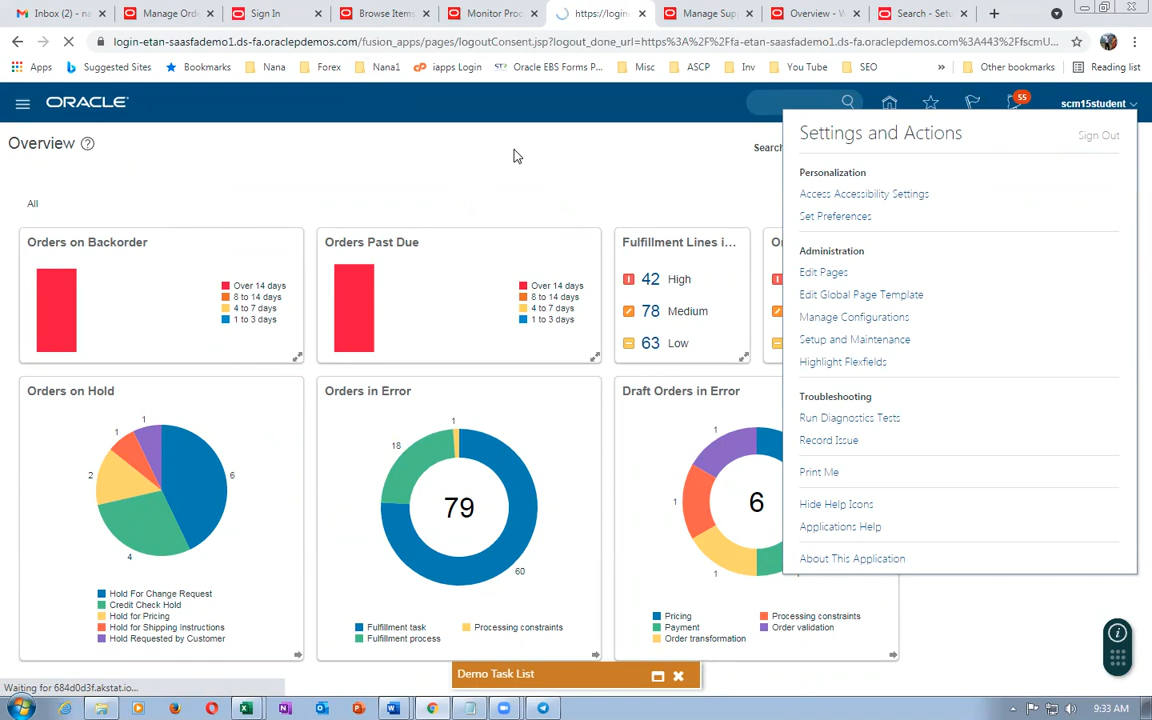 Inbox (2) - na
Manage Orde
Sign In
Browse Items
Monitor Proc
https://login-
Manage Supp
Overview - W
Search - Setu
login-etan-saasfademo1.ds-fa.oraclepdemos.com/fusion_apps/pages/logoutConsent.jsp?logout_done_url=https%3A%2F%2Ffa-etan-saasfademo1.ds-fa.oraclepdemos.com%3A443%2FfscmU...
Apps
Suggested Sites
Bookmarks
Nana
Forex
Nana1
iapps Login
Oracle EBS Forms P...
Misc
ASCP
Inv
You Tube
SEO
»
Other bookmarks
Reading list
ORACLE
55
scm15student
Overview
Search
Settings and Actions
Sign Out
Personalization
Access Accessibility Settings
Set Preferences
Administration
Edit Pages
Edit Global Page Template
Manage Configurations
Setup and Maintenance
Highlight Flexfields
Troubleshooting
Run Diagnostics Tests
Record Issue
Print Me
Hide Help Icons
Applications Help
About This Application
All
Orders on Backorder
Over 14 days
8 to 14 days
4 to 7 days
1 to 3 days
Orders Past Due
Over 14 days
8 to 14 days
4 to 7 days
1 to 3 days
Fulfillment Lines i...
42 High
78 Medium
63 Low
Orders on Hold
1
1
2
6
4
Hold For Change Request
Credit Check Hold
Hold for Pricing
Hold for Shipping Instructions
Hold Requested by Customer
Orders in Error
1
18
79
60
Fulfillment task
Processing constraints
Fulfillment process
Draft Orders in Error
1
1
6
1
Pricing
Processing constraints
Payment
Order validation
Order transformation
Demo Task List
Waiting for 684d0d3f.akstat.io...
9:33 AM